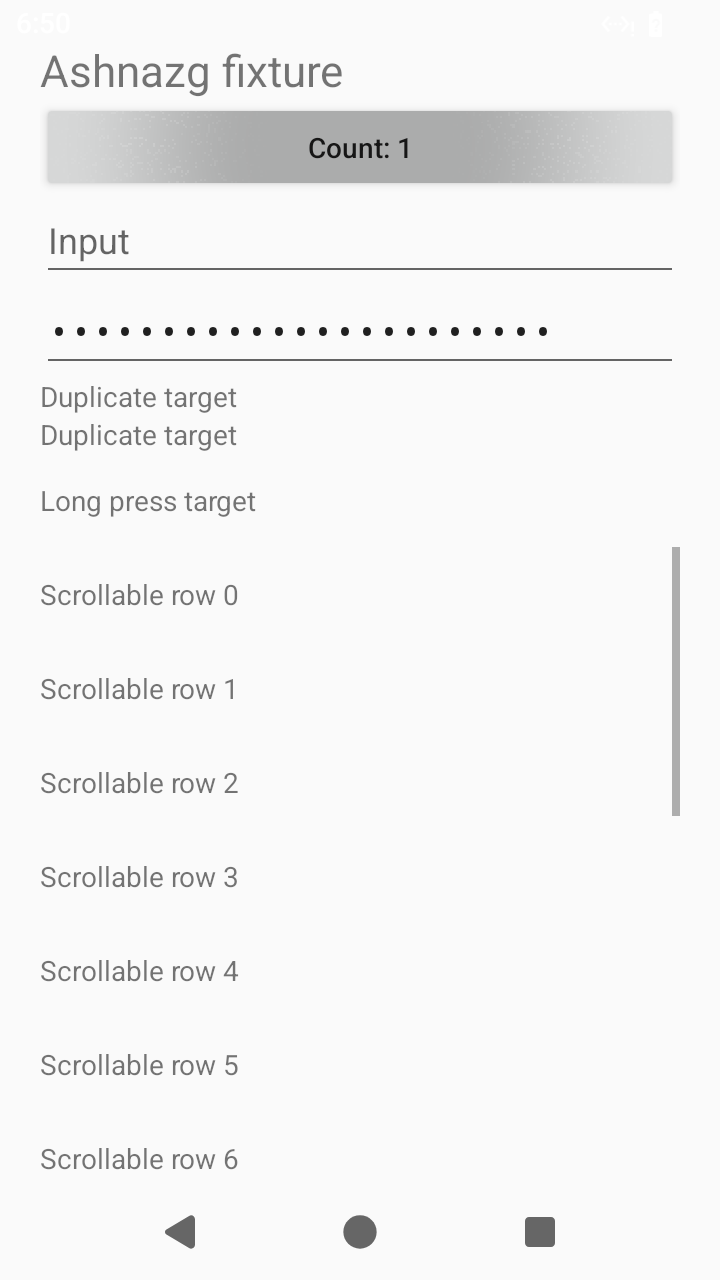 6:50
Ashnazg fixture
Count: 1
Input
•••••••••••••••••••••••
Duplicate target
Duplicate target
Long press target
Scrollable row 0
Scrollable row 1
Scrollable row 2
Scrollable row 3
Scrollable row 4
Scrollable row 5
Scrollable row 6